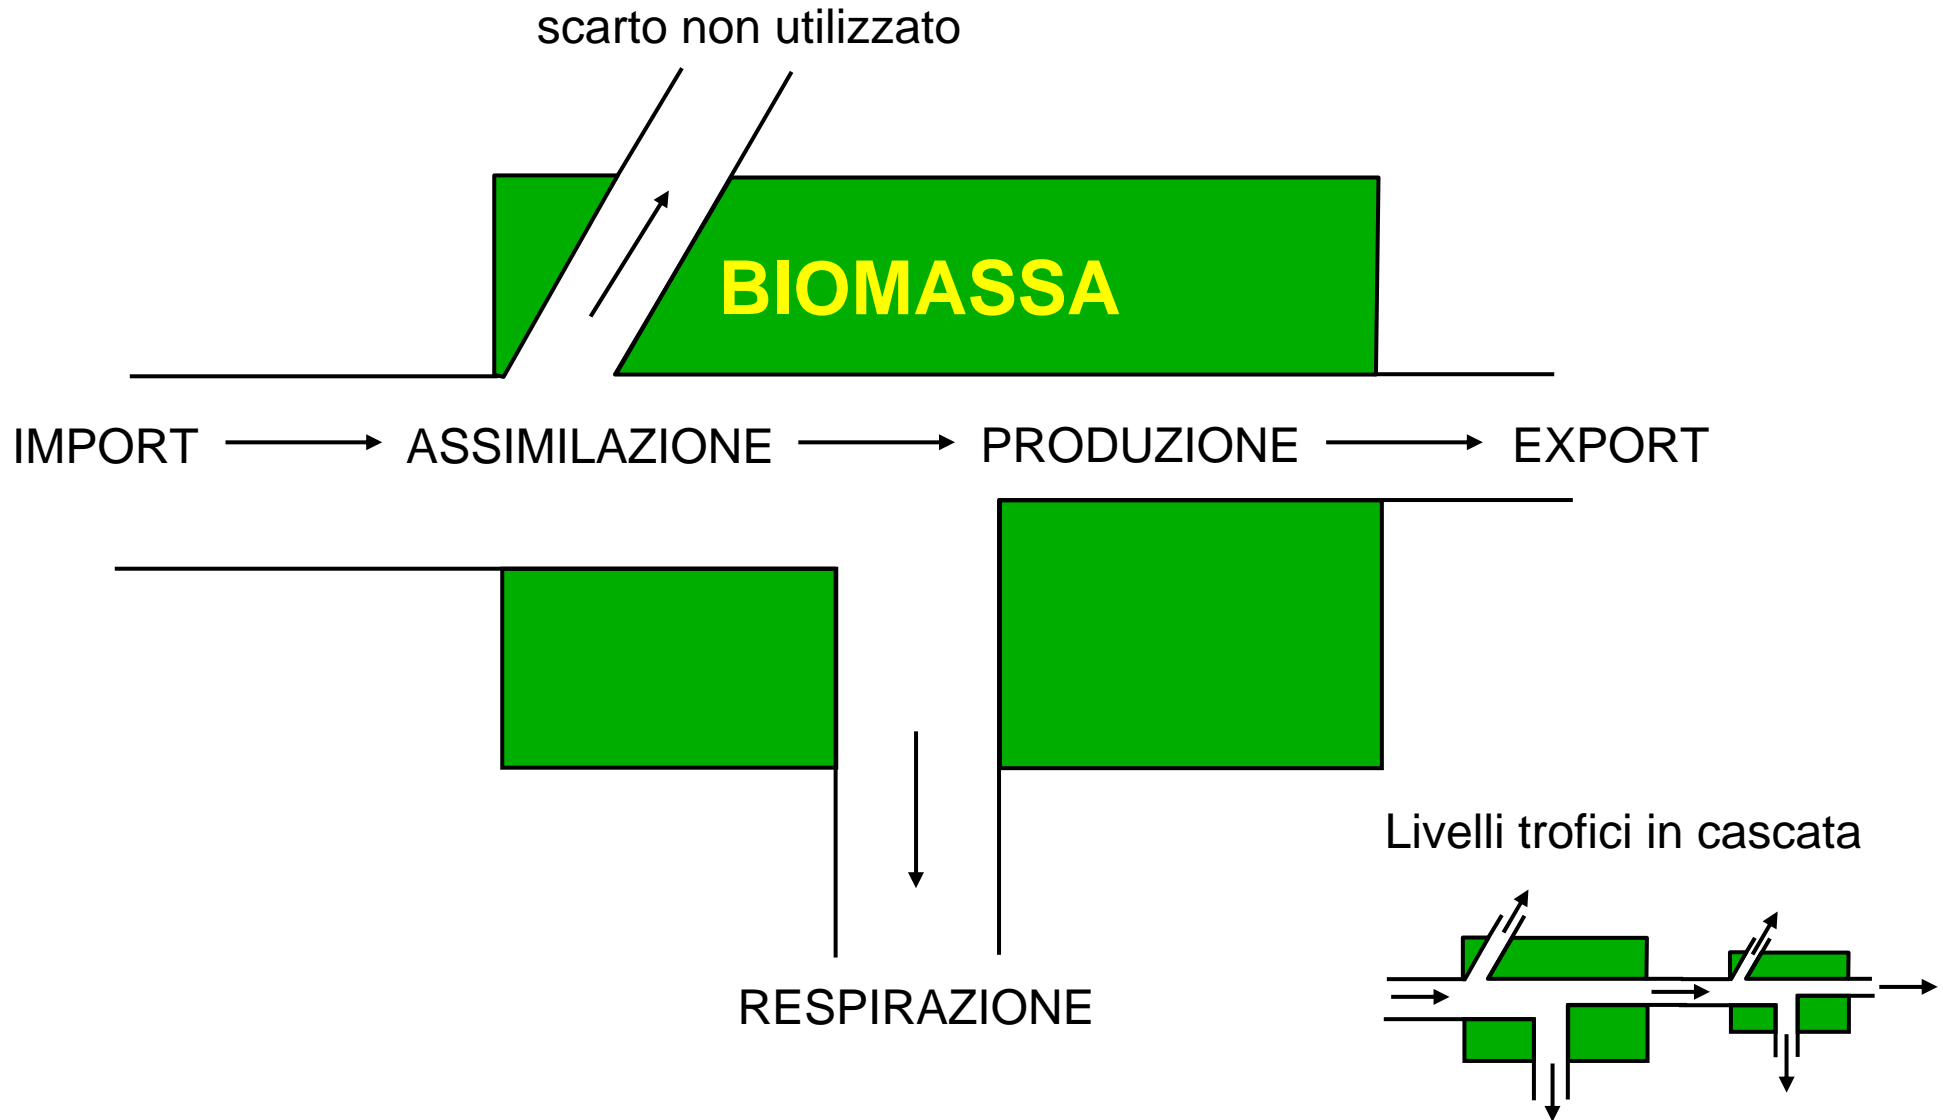 scarto non utilizzato
BIOMASSA
IMPORT ASSIMILAZIONE PRODUZIONE EXPORT
Livelli trofici in cascata
RESPIRAZIONE